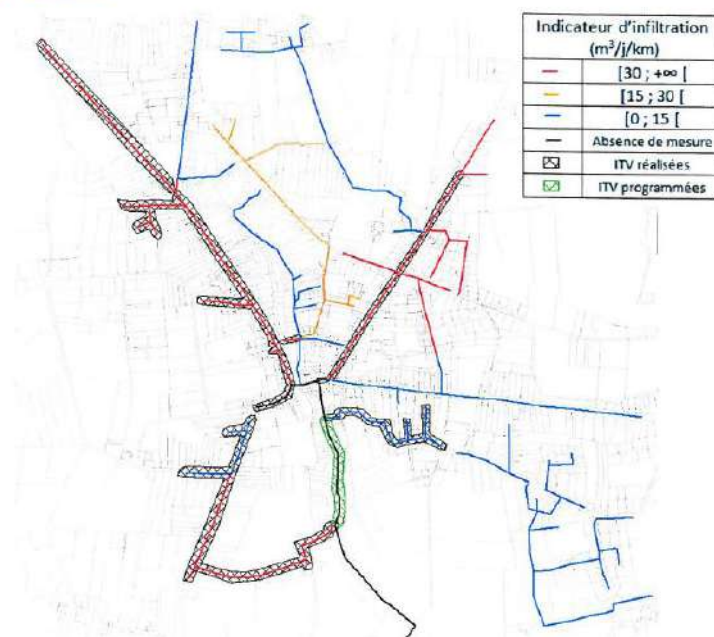 Indicateur d'infiltration
(m³/j/km)
[30 ; +∞ [
[15 ; 30 [
[0 ; 15 [
Absence de mesure
ITV réalisées
ITV programmées